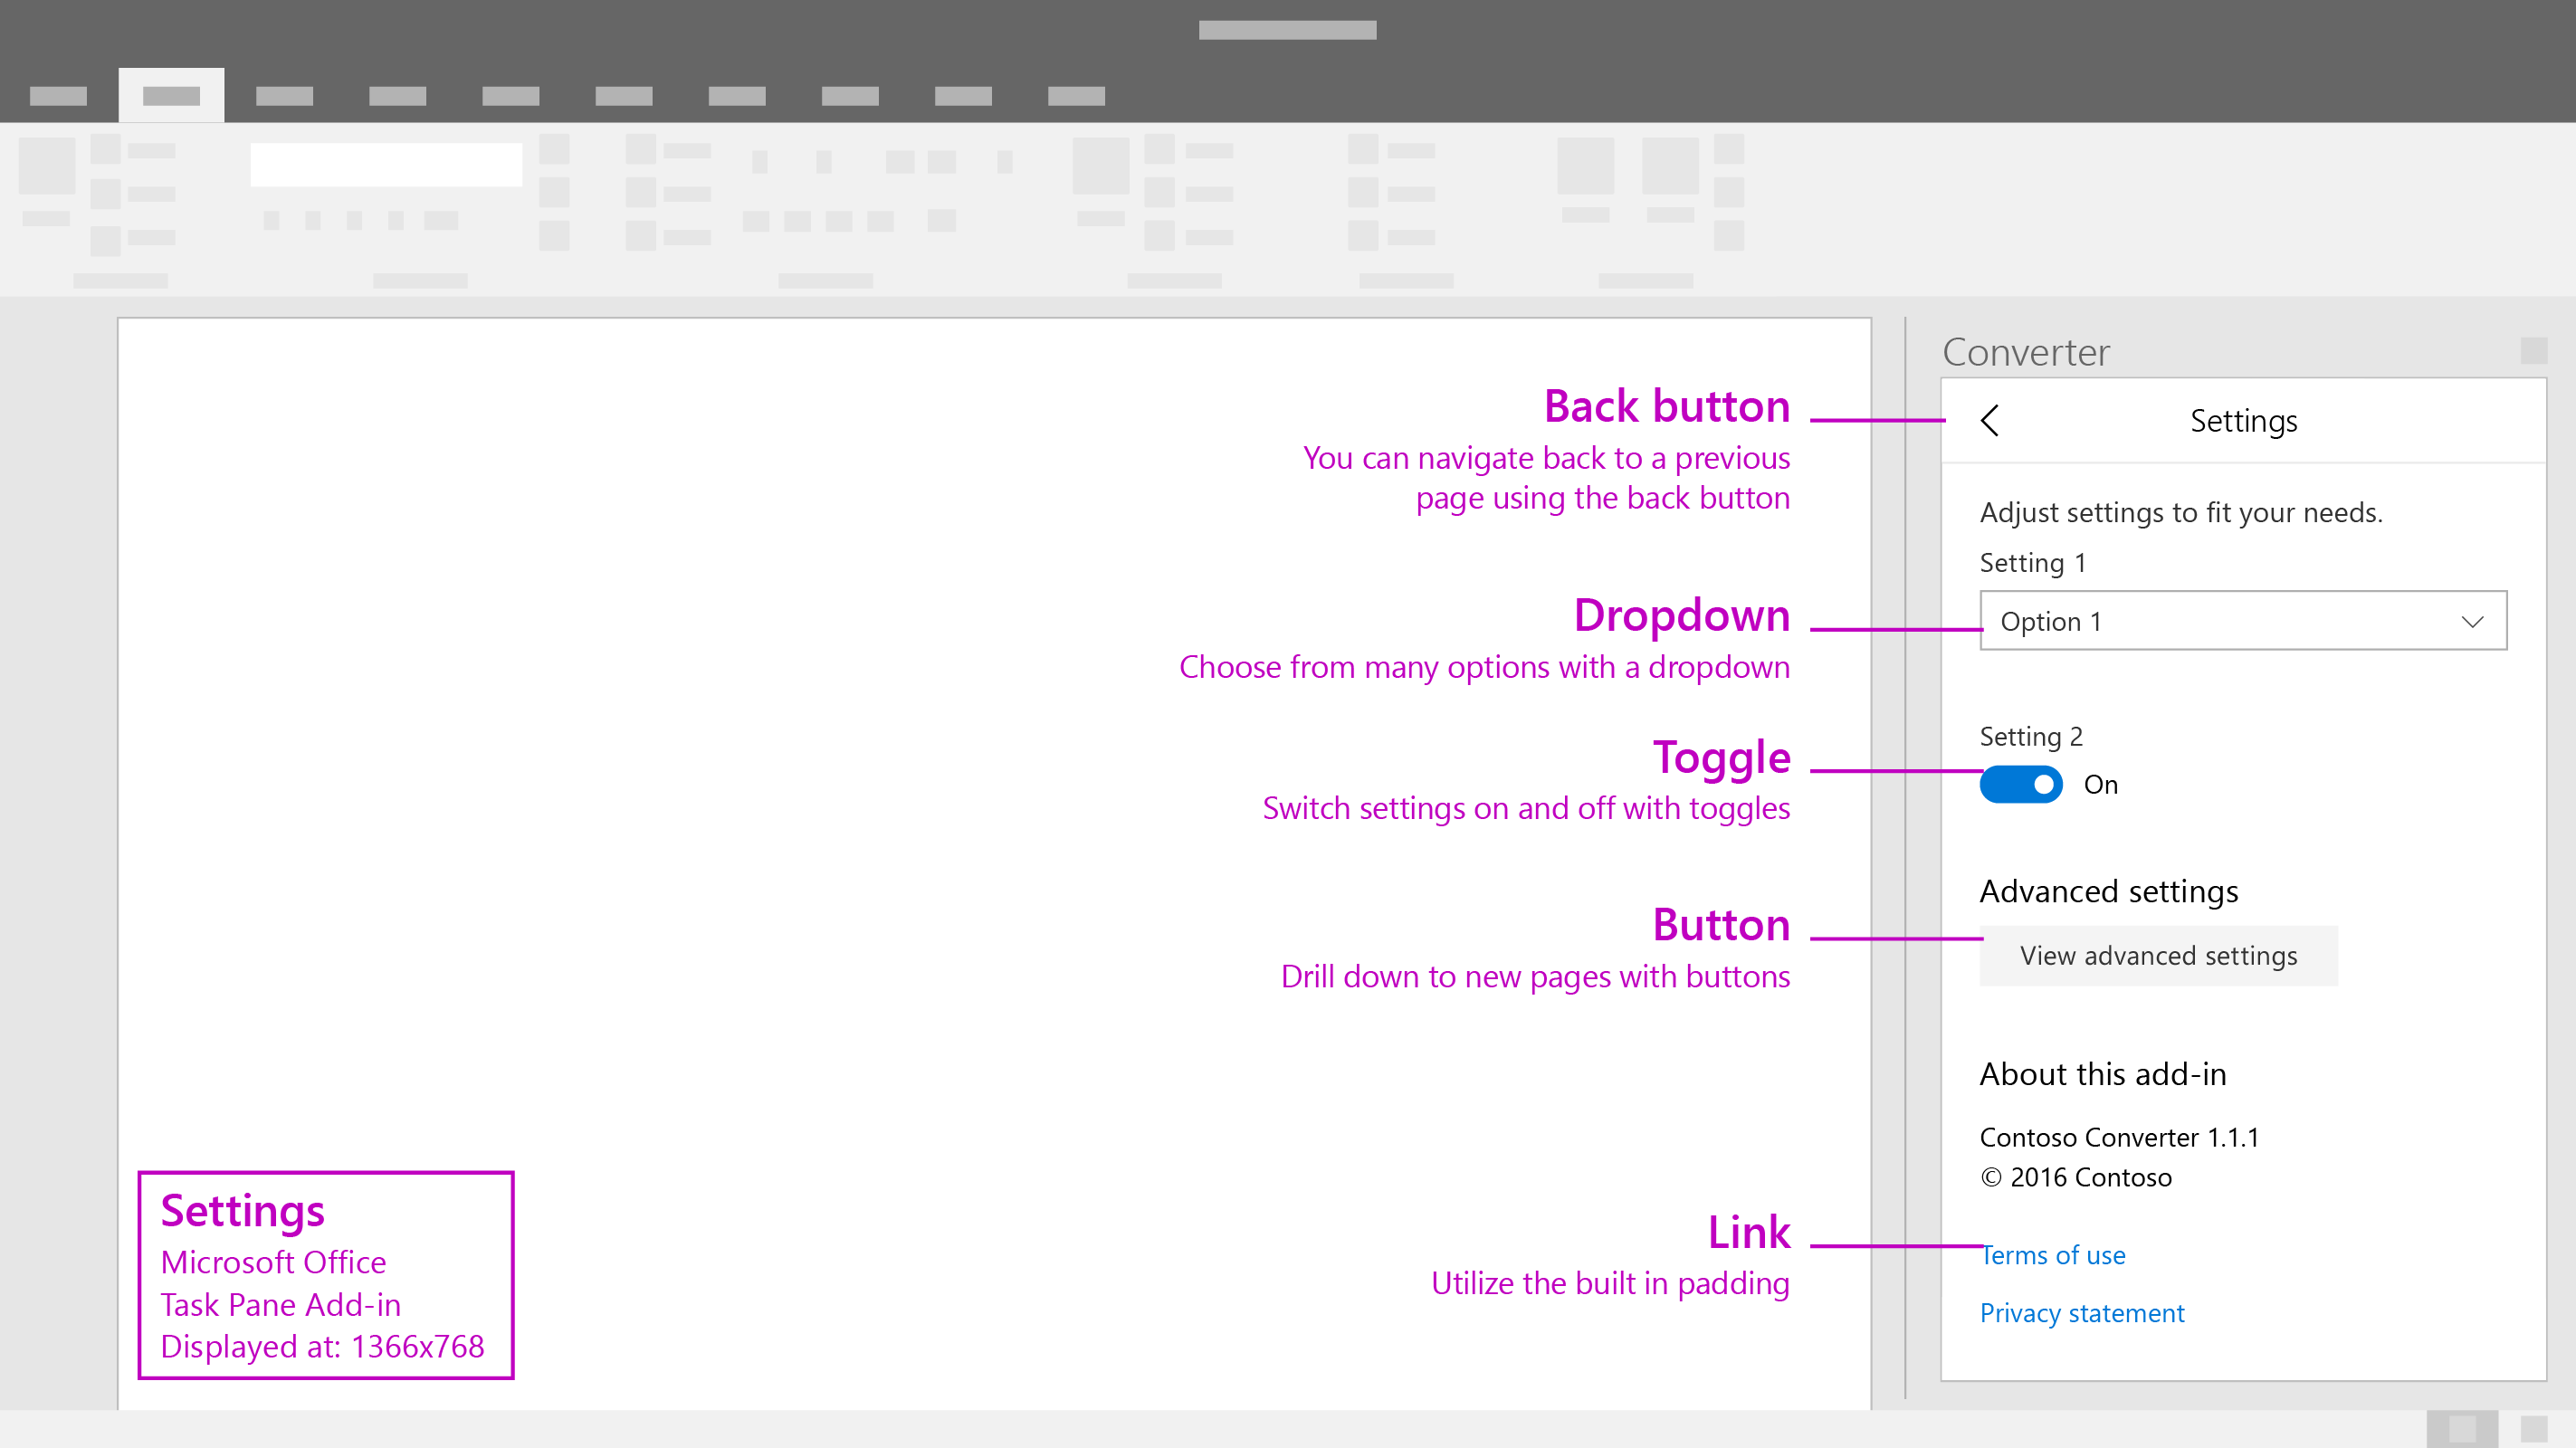 Converter
Back button
You can navigate back to a previous
page using the back button
Settings
Adjust settings to fit your needs.
Setting 1
Dropdown
Choose from many options with a dropdown
Option 1
Toggle
Switch settings on and off with toggles
Setting 2
On
Button
Drill down to new pages with buttons
Advanced settings
View advanced settings
About this add-in
Contoso Converter 1.1.1
© 2016 Contoso
Link
Utilize the built in padding
Terms of use
Privacy statement
Settings
Microsoft Office
Task Pane Add-in
Displayed at: 1366x768